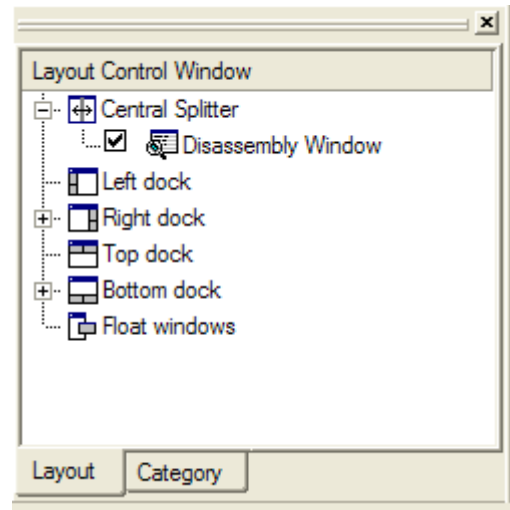 Layout Control Window
Central Splitter
Disassembly Window
Left dock
Right dock
Top dock
Bottom dock
Float windows
Layout Category